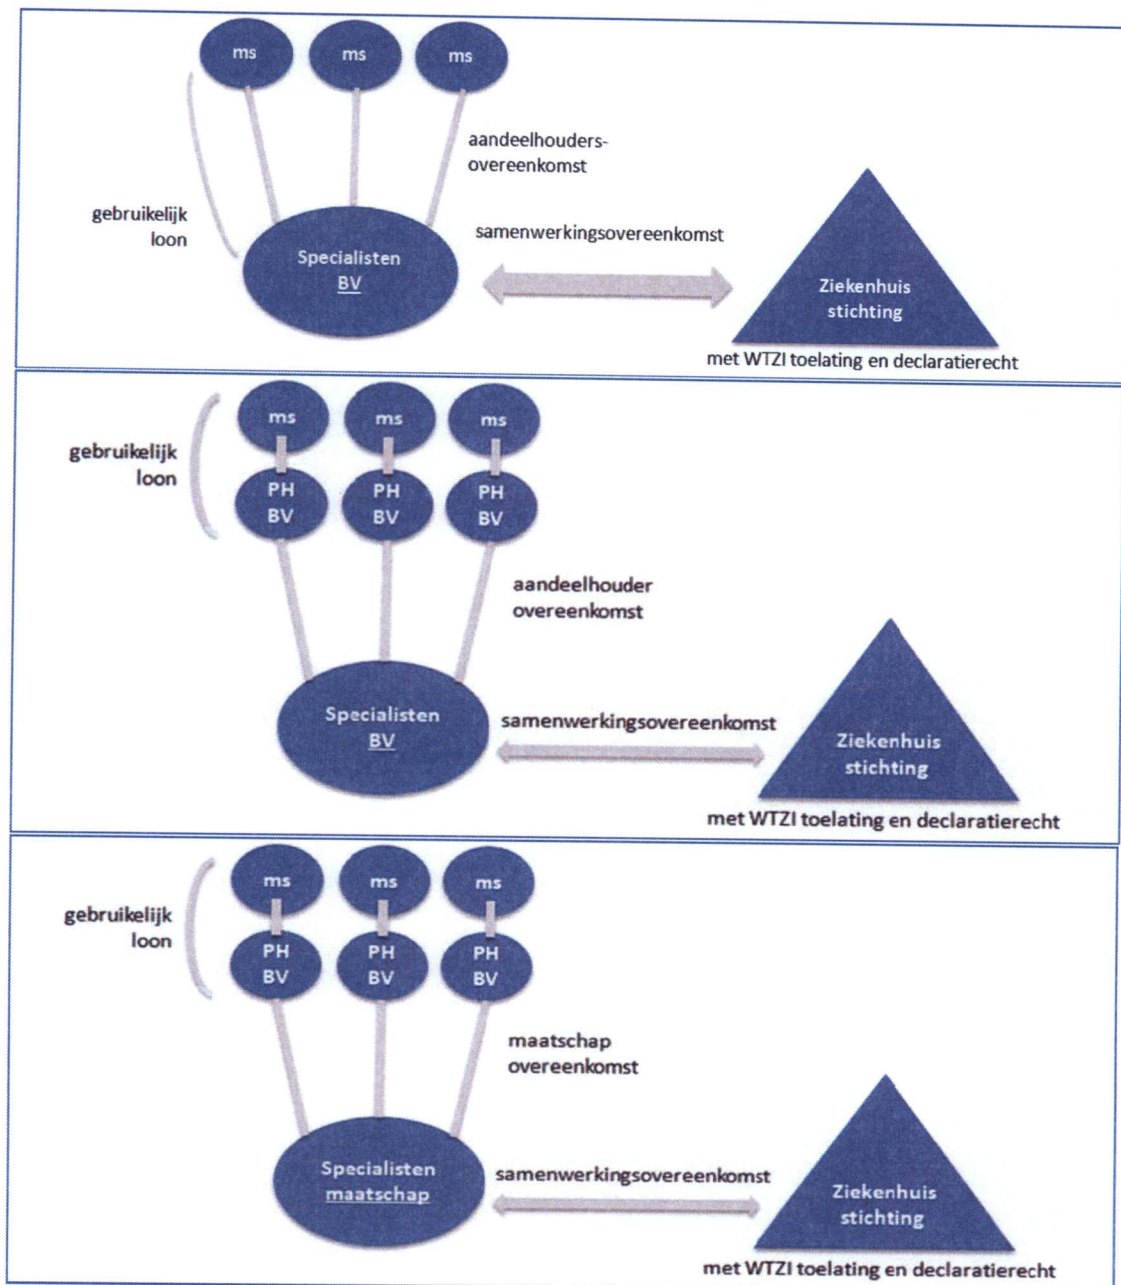 ms
ms
ms
aandeelhouders-
overeenkomst
gebruikelijk
loon
samenwerkingsovereenkomst
Specialisten
BV
Ziekenhuis
stichting
met WTZI toelating en declaratierecht
ms
ms
ms
gebruikelijk
loon
PH
BV
PH
BV
PH
BV
aandeelhouder
overeenkomst
Specialisten
BV
samenwerkingsovereenkomst
Ziekenhuis
stichting
met WTZI toelating en declaratierecht
ms
ms
ms
gebruikelijk
loon
PH
BV
PH
BV
PH
BV
maatschap
overeenkomst
Specialisten
maatschap
samenwerkingsovereenkomst
Ziekenhuis
stichting
met WTZI toelating en declaratierecht